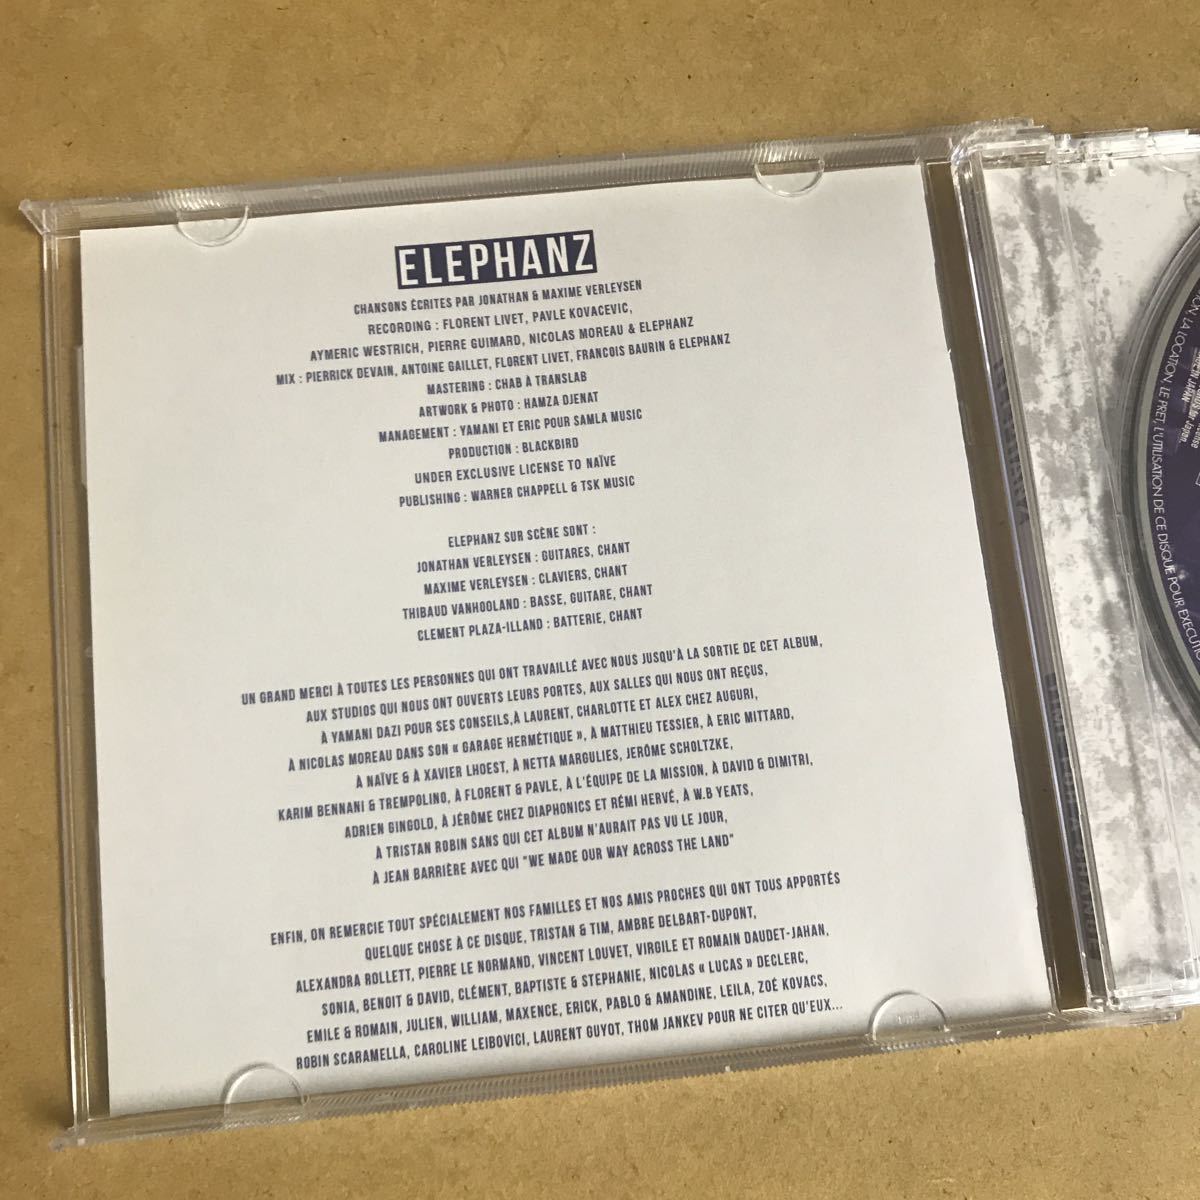 ELEPHANZ
CHANSONS ÉCRITES PAR JONATHAN & MAXIME VERLEYSEN
RECORDING : FLORENT LIVET, PAVLE KOVACEVIC,
AYMERIC WESTRICH, PIERRE GUIMARD, NICOLAS MOREAU & ELEPHANZ
MIX : PIERRICK DEVAIN, ANTOINE GAILLET, FLORENT LIVET, FRANCOIS BAURIN & ELEPHANZ
MASTERING : CHAB À TRANSLAB
ARTWORK & PHOTO : HAMZA DJENAT
MANAGEMENT : YAMANI ET ERIC POUR SAMLA MUSIC
PRODUCTION : BLACKBIRD
UNDER EXCLUSIVE LICENSE TO NAÏVE
PUBLISHING : WARNER CHAPPELL & TSK MUSIC
ELEPHANZ SUR SCÈNE SONT :
JONATHAN VERLEYSEN : GUITARES, CHANT
MAXIME VERLEYSEN : CLAVIERS, CHANT
THIBAUD VANHOOLAND : BASSE, GUITARE, CHANT
CLEMENT PLAZA-ILLAND : BATTERIE, CHANT
UN GRAND MERCI À TOUTES LES PERSONNES QUI ONT TRAVAILLÉ AVEC NOUS JUSQU'À LA SORTIE DE CET ALBUM,
AUX STUDIOS QUI NOUS ONT OUVERTS LEURS PORTES, AUX SALLES QUI NOUS ONT REÇUS,
À YAMANI DAZI POUR SES CONSEILS,À LAURENT, CHARLOTTE ET ALEX CHEZ AUGURI,
À NICOLAS MOREAU DANS SON « GARAGE HERMÉTIQUE », À MATTHIEU TESSIER, À ERIC MITTARD,
À NAÏVE & À XAVIER LHOEST, À NETTA MARGULIES, JERÔME SCHOLTZKE,
KARIM BENNANI & TREMPOLINO, À FLORENT & PAVLE, À L'ÉQUIPE DE LA MISSION, À DAVID & DIMITRI,
ADRIEN GINGOLD, À JÉRÔME CHEZ DIAPHONICS ET RÉMI HERVÉ, À W.B YEATS,
À TRISTAN ROBIN SANS QUI CET ALBUM N'AURAIT PAS VU LE JOUR,
À JEAN BARRIÈRE AVEC QUI "WE MADE OUR WAY ACROSS THE LAND"
ENFIN, ON REMERCIE TOUT SPÉCIALEMENT NOS FAMILLES ET NOS AMIS PROCHES QUI ONT TOUS APPORTÉS
QUELQUE CHOSE À CE DISQUE, TRISTAN & TIM, AMBRE DELBART-DUPONT,
ALEXANDRA ROLLETT, PIERRE LE NORMAND, VINCENT LOUVET, VIRGILE ET ROMAIN DAUDET-JAHAN,
SONIA, BENOIT & DAVID, CLÉMENT, BAPTISTE & STEPHANIE, NICOLAS « LUCAS » DECLERC,
EMILE & ROMAIN, JULIEN, WILLIAM, MAXENCE, ERICK, PABLO & AMANDINE, LEILA, ZOÉ KOVACS,
ROBIN SCARAMELLA, CAROLINE LEIBOVICI, LAURENT GUYOT, THOM JANKEV POUR NE CITER QU'EUX...
LA LOCATION, LE PRET, L'UTILISATION DE CE DISQUE POUR EXECUTIO
for Japan.
IN JAPAN